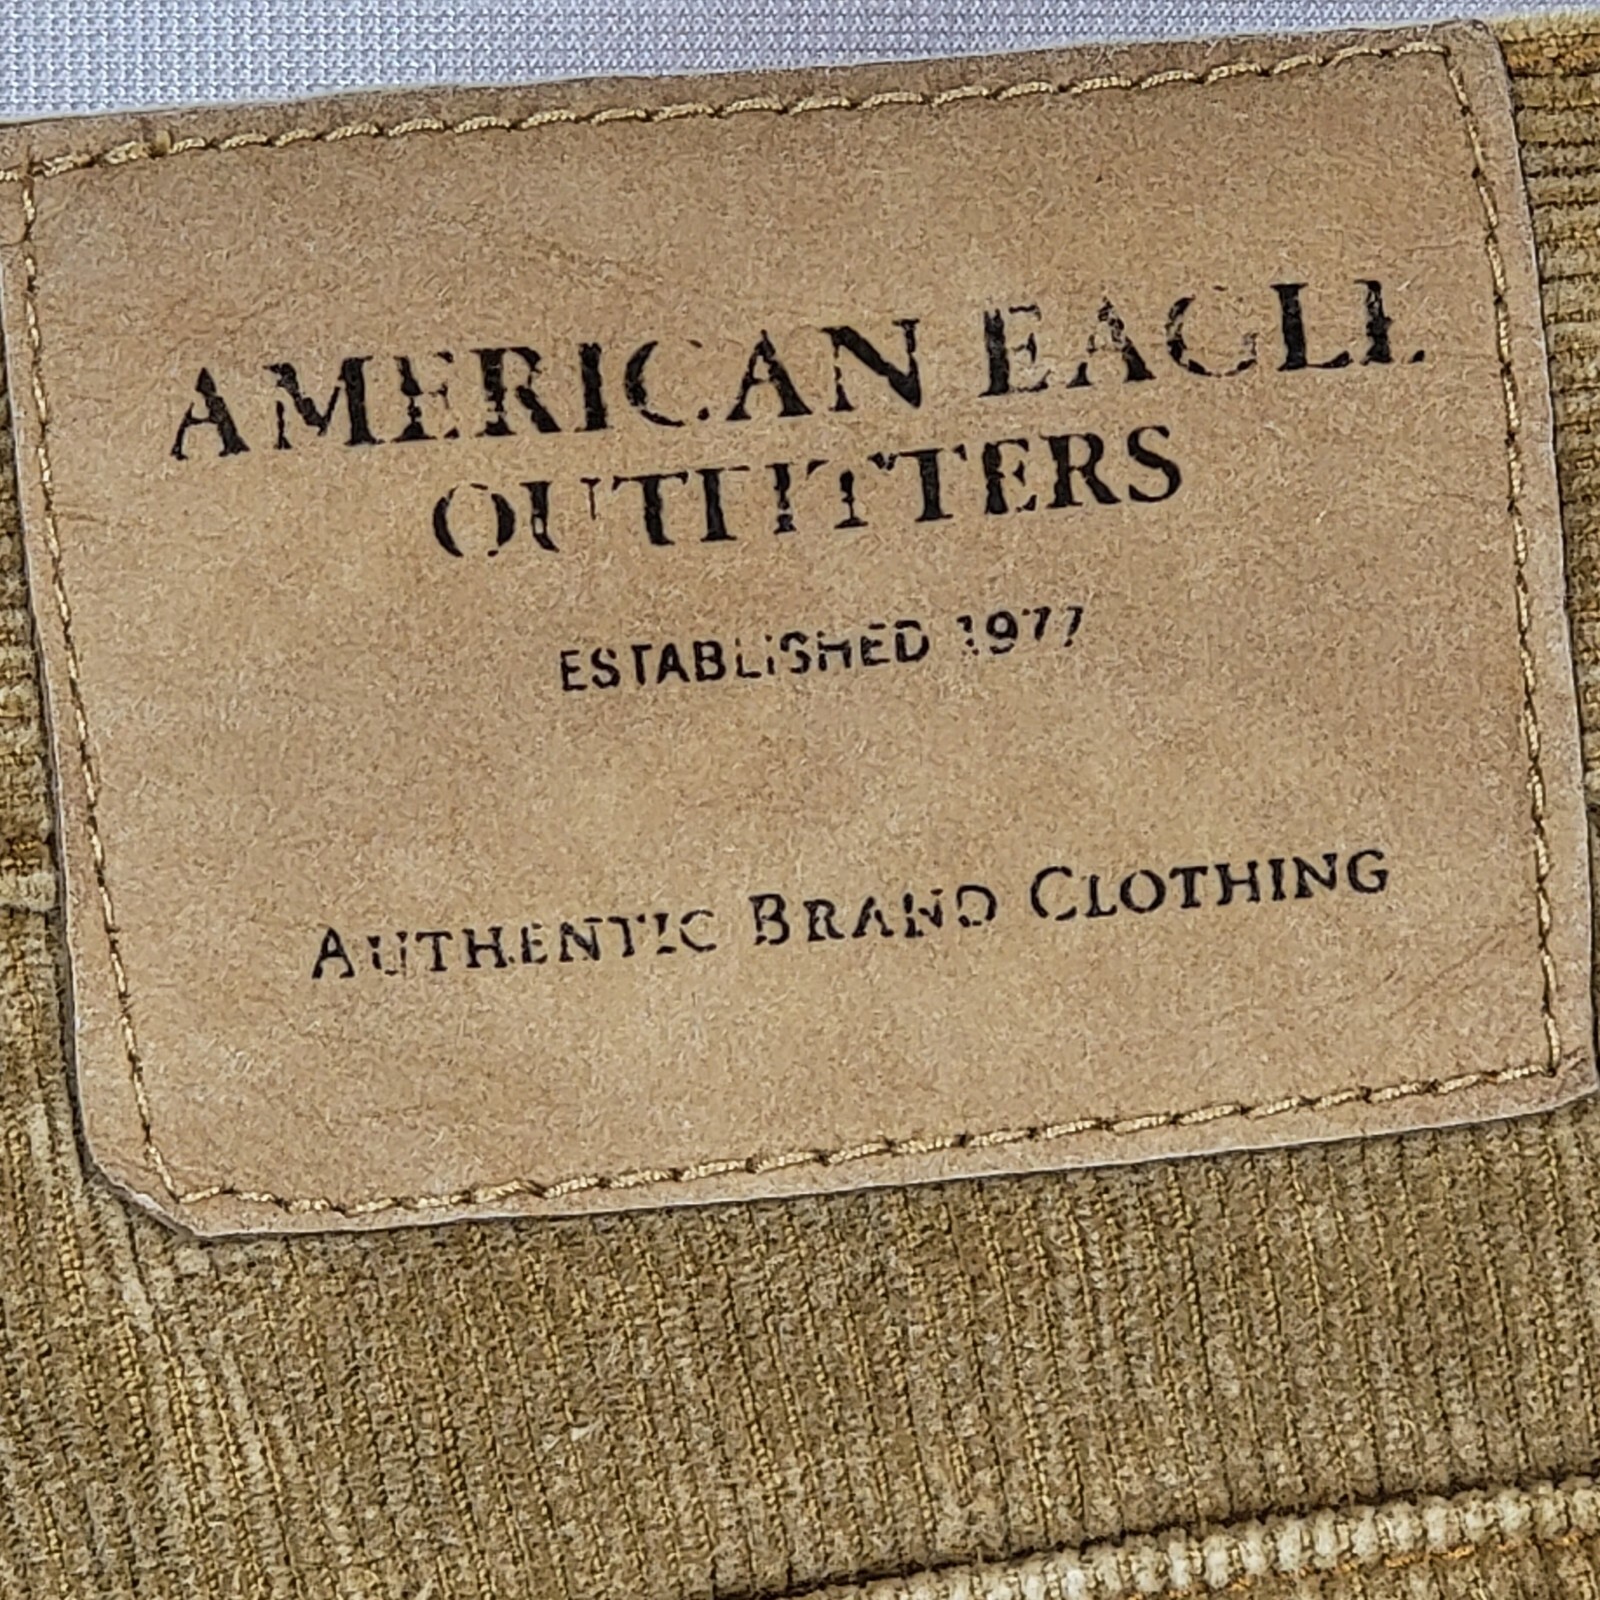 AMERICAN EAGLE
OUTFITTERS
ESTABLISHED 1977
AUTHENTIC BRAND CLOTHING